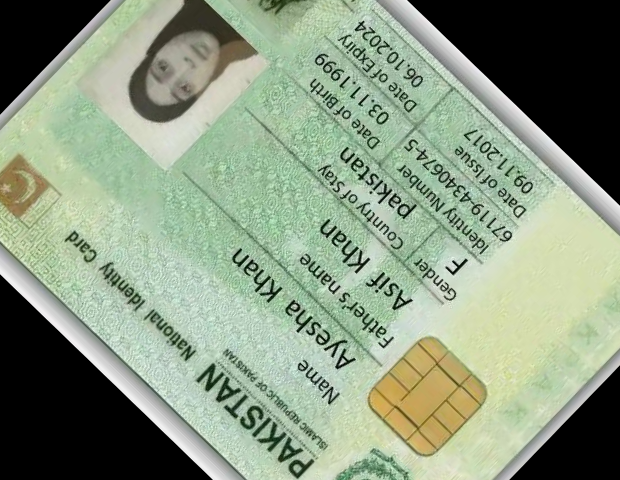 PAKISTAN National Identity Card
ISLAMIC REPUBLIC OF PAKISTAN
Name
Ayesha Khan
Father's name
Asif Khan
Gender
F
Country of Stay
pakistan
Identity Number
67119-4340674-5
Date of Birth
03.11.1999
Date of Issue
09.11.2017
Date of Expiry
06.10.2024